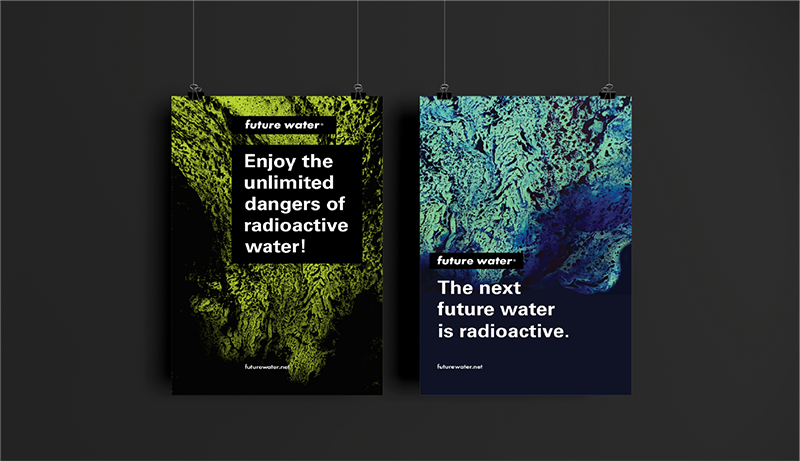 future water®
Enjoy the
unlimited
dangers of
radioactive
water!
futurewater.net
future water®
The next
future water
is radioactive.
futurewater.net